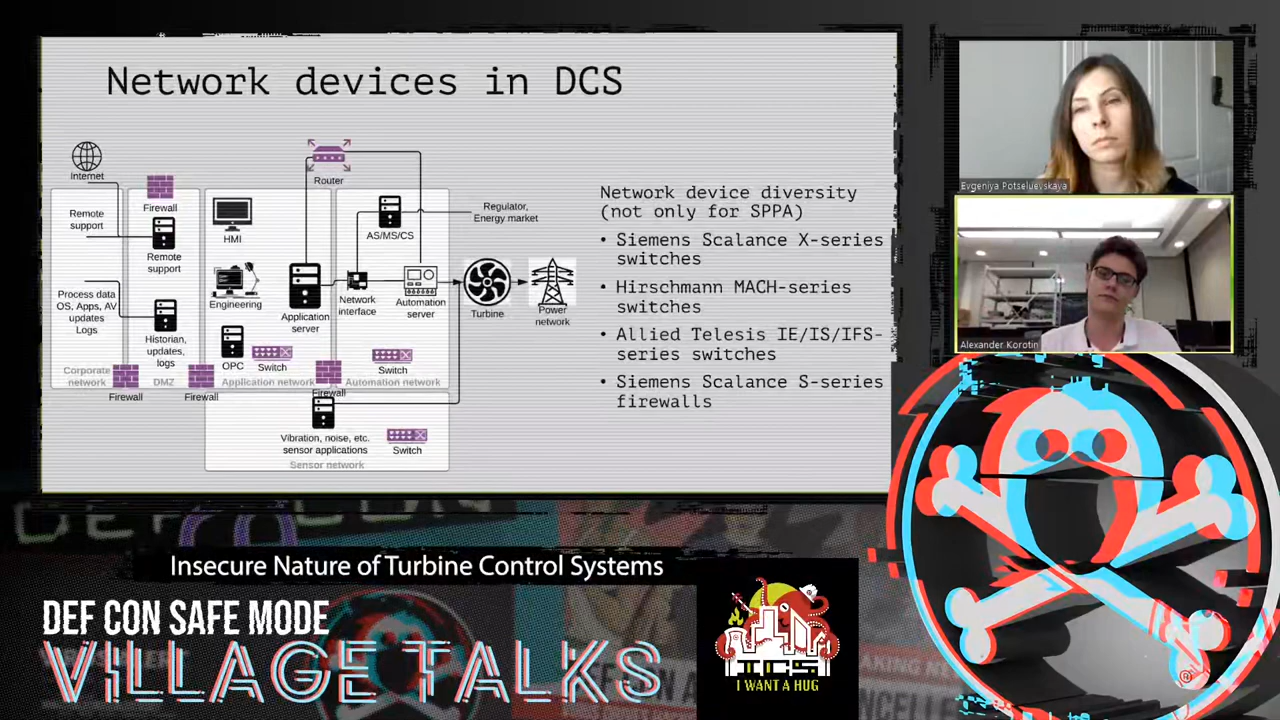 Network devices in DCS
Internet
Remote
support
Process data
OS, Apps, AV
updates
Logs
Corporate
network
Firewall
Firewall
Remote
support
Historian,
updates,
logs
DMZ
Firewall
HMI
Engineering
OPC
Switch
Application network
Router
Application
server
Network
interface
AS/MS/CS
Automation
server
Firewall
Switch
Automation network
Vibration, noise, etc.
sensor applications
Switch
Sensor network
Regulator,
Energy market
Turbine
Power
network
Network device diversity
(not only for SPPA)
• Siemens Scalance X-series
switches
• Hirschmann MACH-series
switches
• Allied Telesis IE/IS/IFS-
series switches
• Siemens Scalance S-series
firewalls
Evgeniya Potseluevskaya
Alexander Korotin
DEF CON
Insecure Nature of Turbine Control Systems
DEF CON SAFE MODE
VILLAGE TALKS
ICS
I WANT A HUG
®